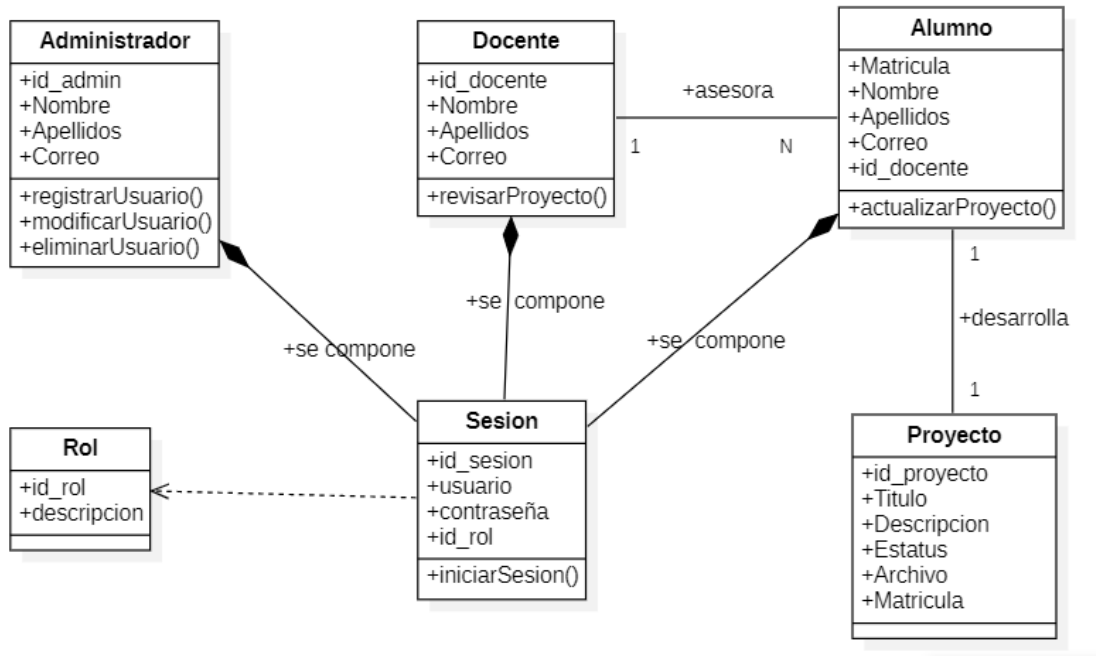 Administrador
+id_admin
+Nombre
+Apellidos
+Correo
+registrarUsuario()
+modificarUsuario()
+eliminarUsuario()
Docente
+id_docente
+Nombre
+Apellidos
+Correo
+revisarProyecto()
+asesora
1
N
Alumno
+Matricula
+Nombre
+Apellidos
+Correo
+id_docente
+actualizarProyecto()
+se compone
+se compone
+se compone
1
+desarrolla
1
Rol
+id_rol
+descripcion
Sesion
+id_sesion
+usuario
+contraseña
+id_rol
+iniciarSesion()
Proyecto
+id_proyecto
+Titulo
+Descripcion
+Estatus
+Archivo
+Matricula